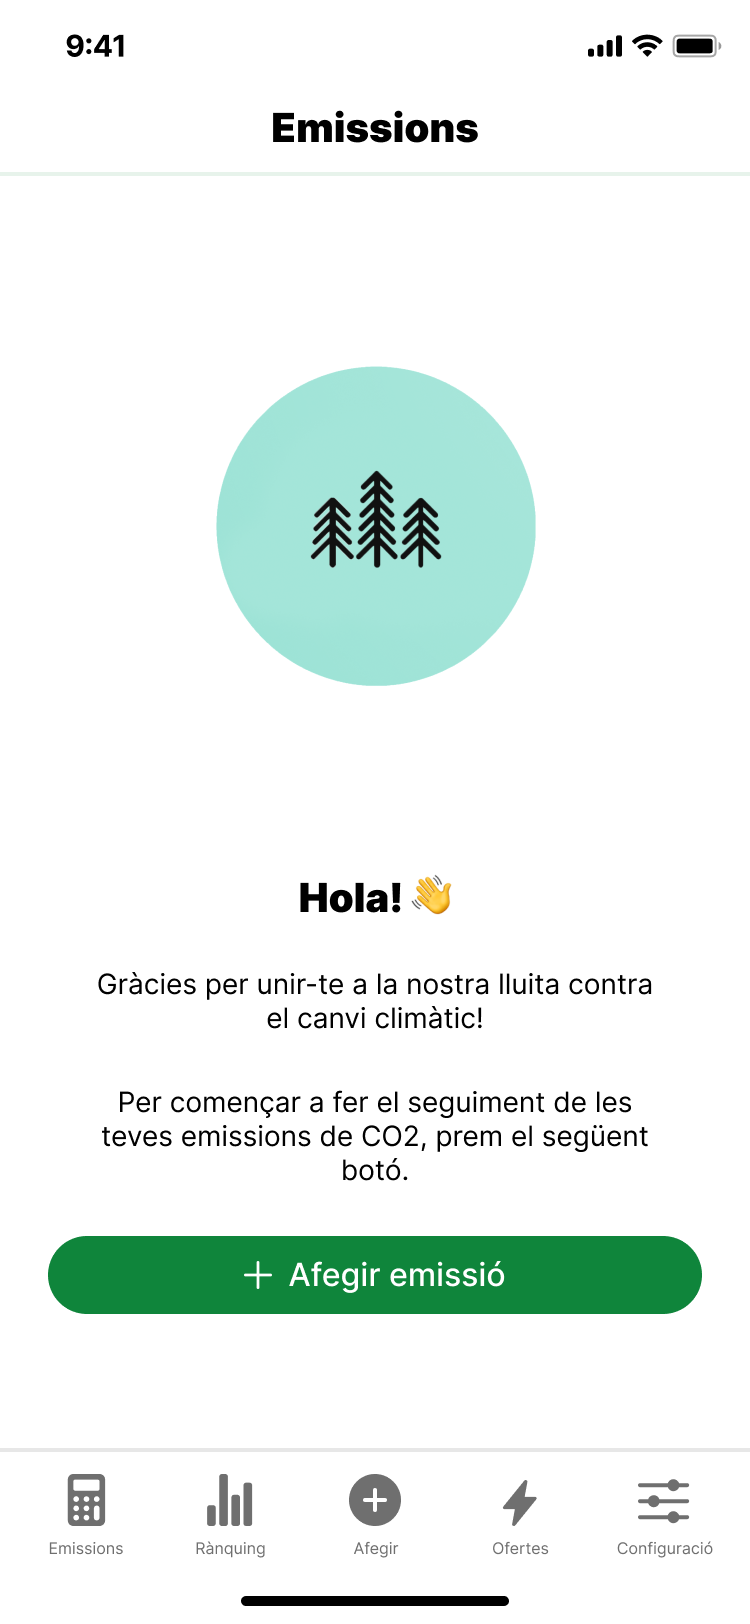 9:41
Emissions
Hola! 👋
Gràcies per unir-te a la nostra lluita contra
el canvi climàtic!
Per començar a fer el seguiment de les
teves emissions de CO2, prem el següent
botó.
+ Afegir emissió
Emissions
Rànquing
Afegir
Ofertes
Configuració